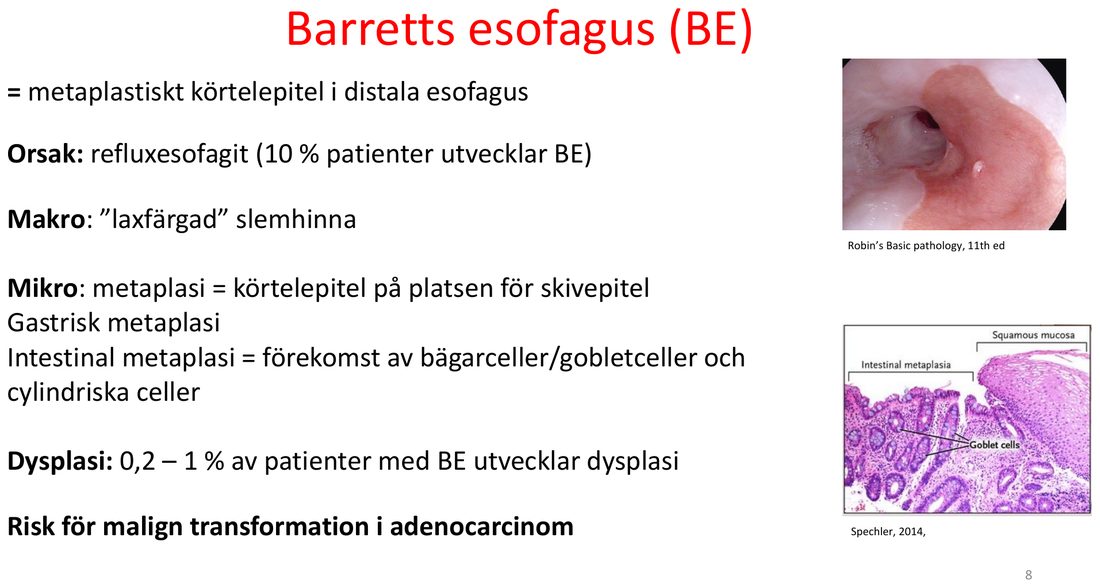 Barretts esofagus (BE)
= metaplastiskt körtelepitel i distala esofagus
Orsak: refluxesofagit (10 % patienter utvecklar BE)
Makro: ”laxfärgad” slemhinna
Robin’s Basic pathology, 11th ed
Mikro: metaplasi = körtelepitel på platsen för skivepitel
Gastrisk metaplasi
Intestinal metaplasi = förekomst av bägarceller/gobletceller och
cylindriska celler
Squamous mucosa
Intestinal metaplasia
Goblet cells
Dysplasi: 0,2 – 1 % av patienter med BE utvecklar dysplasi
Risk för malign transformation i adenocarcinom
Spechler, 2014,
8